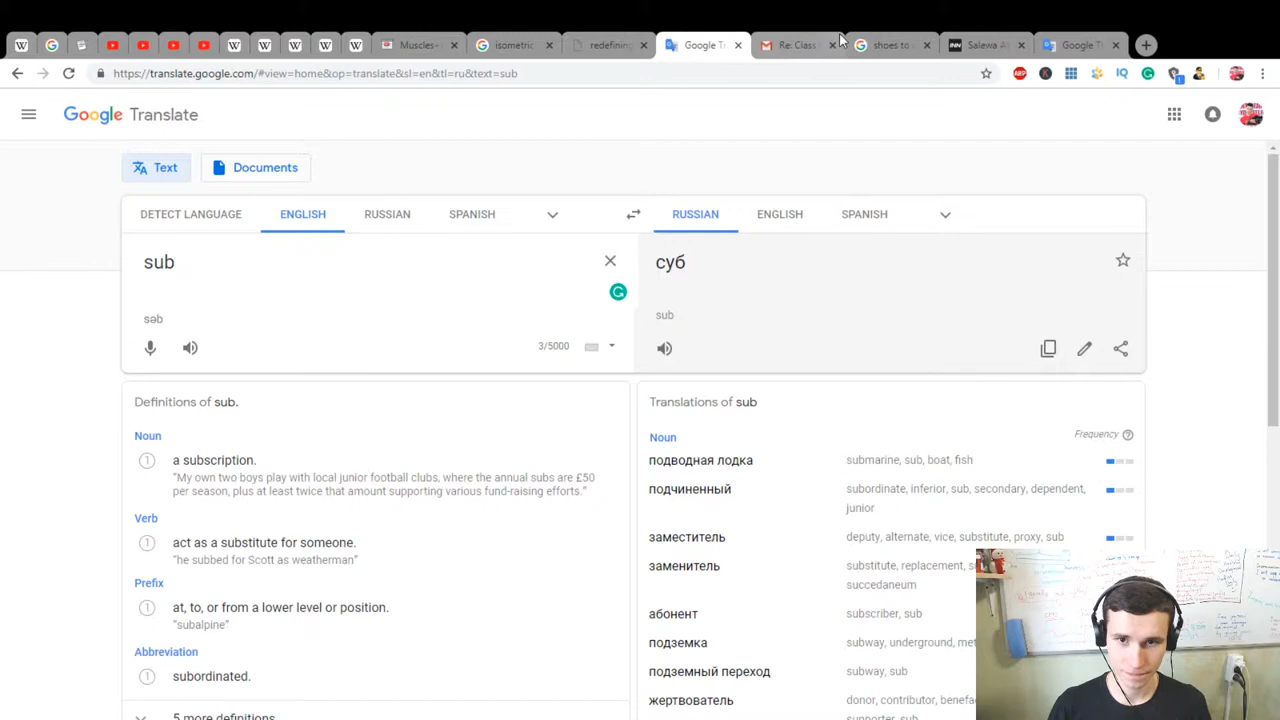 Muscles+
isometric
redefining
Google Tr
Re: Class
shoes to
Salewa A
Google T
https://translate.google.com/#view=home&op=translate&sl=en&tl=ru&text=sub
Google Translate
Text
Documents
DETECT LANGUAGE ENGLISH RUSSIAN SPANISH
RUSSIAN ENGLISH SPANISH
sub
суб
səb
sub
3/5000
Definitions of sub.
Translations of sub
Noun
Noun
Frequency
1 a subscription.
"My own two boys play with local junior football clubs, where the annual subs are £50
per season, plus at least twice that amount supporting various fund-raising efforts."
Verb
1 act as a substitute for someone.
"he subbed for Scott as weatherman"
Prefix
1 at, to, or from a lower level or position.
"subalpine"
Abbreviation
1 subordinated.
5 more definitions
подводная лодка submarine, sub, boat, fish
подчиненный subordinate, inferior, sub, secondary, dependent,
junior
заместитель deputy, alternate, vice, substitute, proxy, sub
заменитель substitute, replacement,
succedaneum
абонент subscriber, sub
подземка subway, underground,
подземный переход subway, sub
жертвователь donor, contributor,
supporter, sub